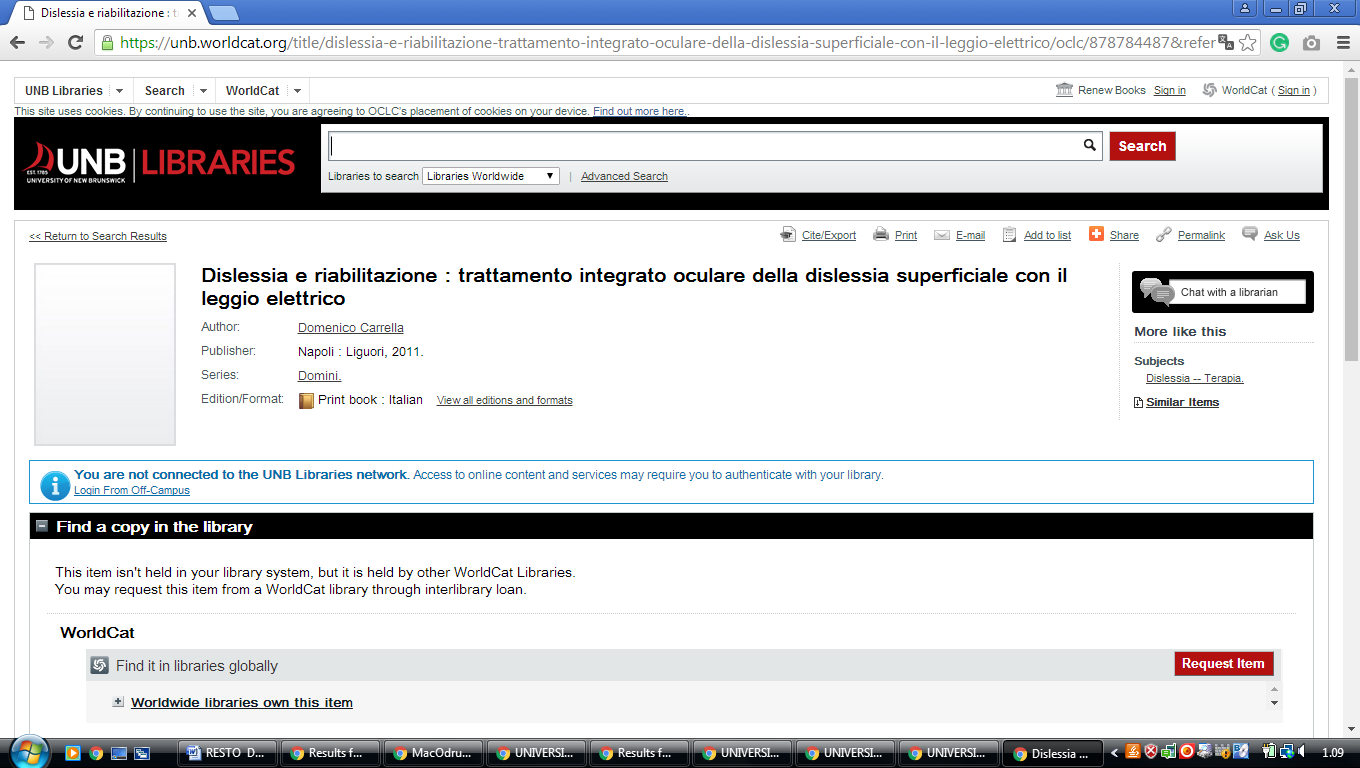 Dislessia e riabilitazione : t
https://unb.worldcat.org/title/dislessia-e-riabilitazione-trattamento-integrato-oculare-della-dislessia-superficiale-con-il-leggio-elettrico/oclc/878784487&refer
UNB Libraries Search WorldCat Renew Books Sign in WorldCat ( Sign in )
This site uses cookies. By continuing to use the site, you are agreeing to OCLC's placement of cookies on your device. Find out more here..
EST. 1785 UNB LIBRARIES
UNIVERSITY OF NEW BRUNSWICK
Search
Libraries to search Libraries Worldwide | Advanced Search
<< Return to Search Results Cite/Export Print E-mail Add to list Share Permalink Ask Us
Dislessia e riabilitazione : trattamento integrato oculare della dislessia superficiale con il
leggio elettrico
Author: Domenico Carrella
Publisher: Napoli : Liguori, 2011.
Series: Domini.
Edition/Format: Print book : Italian View all editions and formats
Chat with a librarian
More like this
Subjects
Dislessia -- Terapia.
Similar Items
You are not connected to the UNB Libraries network. Access to online content and services may require you to authenticate with your library.
Login From Off-Campus
Find a copy in the library
This item isn't held in your library system, but it is held by other WorldCat Libraries.
You may request this item from a WorldCat library through interlibrary loan.
WorldCat
Find it in libraries globally Request Item
Worldwide libraries own this item
RESTO D... Results f... MacOdru... UNIVERSI... Results f... UNIVERSI... UNIVERSI... UNIVERSI... Dislessia ... 1.09